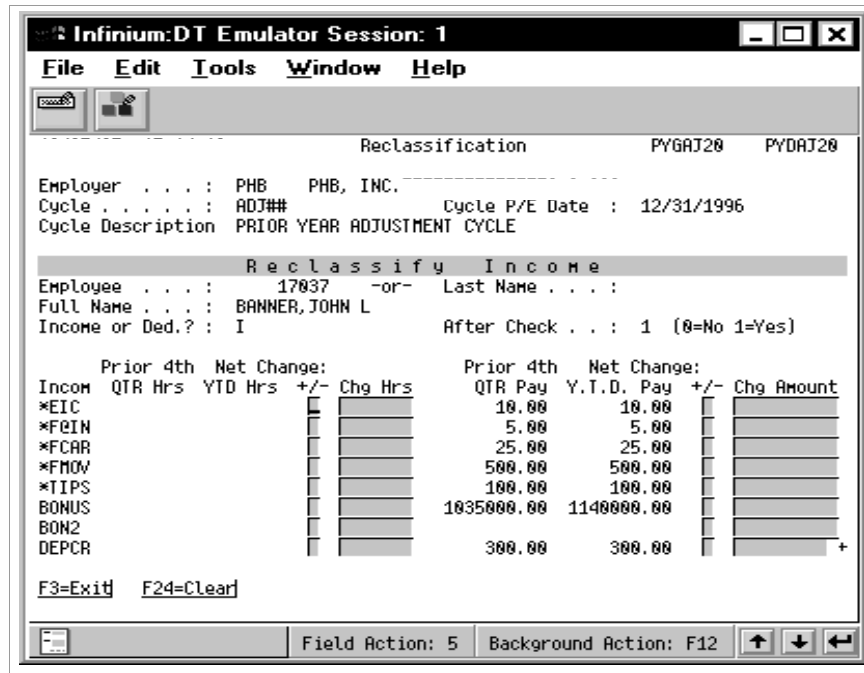 Infinium:DT Emulator Session: 1
File Edit Tools Window Help
Reclassification PYGAJ20 PYDAJ20
Employer . . . : PHB PHB, INC.
Cycle . . . . . : ADJ## Cycle P/E Date : 12/31/1996
Cycle Description PRIOR YEAR ADJUSTMENT CYCLE
R e c l a s s i f y I n c o m e
Employee . . . : 17037 -or- Last Name . . . :
Full Name . . . : BANNER,JOHN L
Income or Ded.? : I After Check . . : 1 (0=No 1=Yes)
Prior 4th Net Change: Prior 4th Net Change:
Incom QTR Hrs YTD Hrs +/- Chg Hrs QTR Pay Y.T.D. Pay +/- Chg Amount
*EIC 10.00 10.00
*F@IN 5.00 5.00
*FCAR 25.00 25.00
*FMOV 500.00 500.00
*TIPS 100.00 100.00
BONUS 1035000.00 1140000.00
BON2
DEPCR 300.00 300.00 +
F3=Exit F24=Clear
Field Action: 5 Background Action: F12